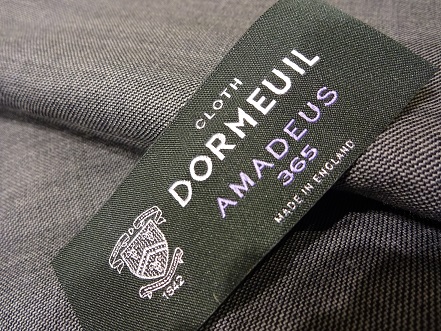 CLOTH
DORMEUIL
AMADEUS
365
MADE IN ENGLAND
1842